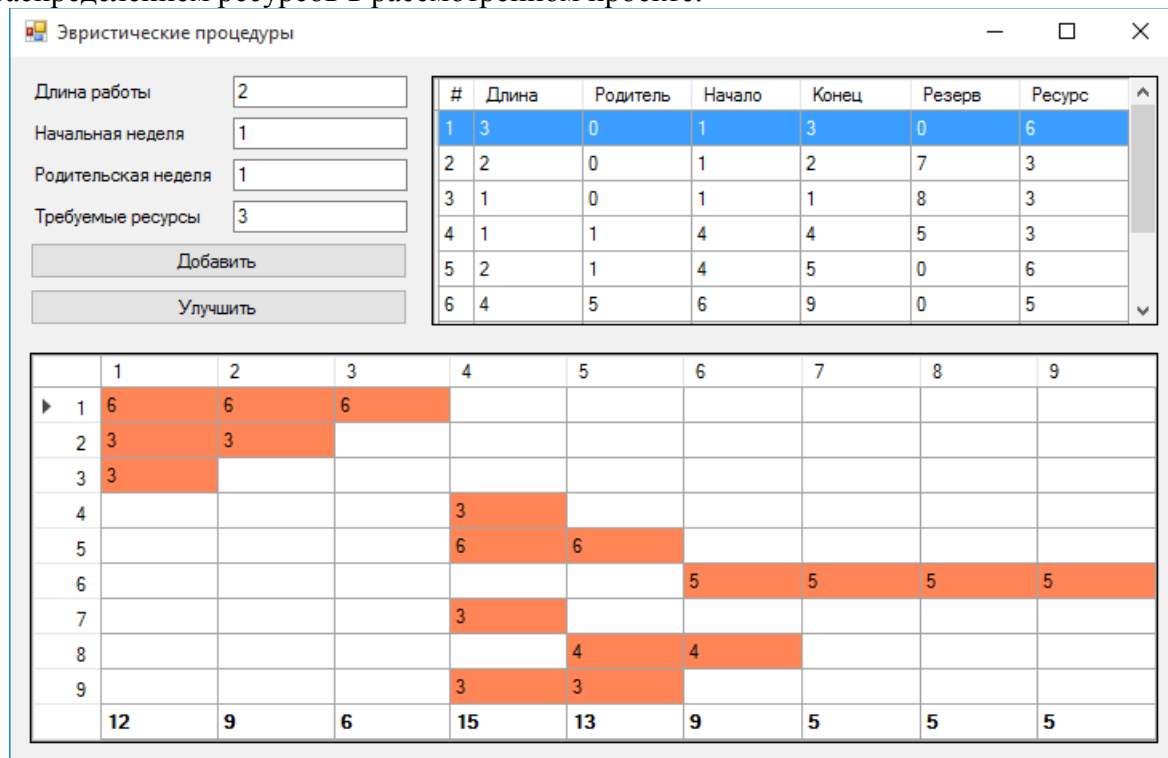 распределением ресурсов в рассмотренном проекте.
Эвристические процедуры
Длина работы 2
Начальная неделя 1
Родительская неделя 1
Требуемые ресурсы 3
Добавить
Улучшить
# Длина Родитель Начало Конец Резерв Ресурс
1 3 0 1 3 0 6
2 2 0 1 2 7 3
3 1 0 1 1 8 3
4 1 1 4 4 5 3
5 2 1 4 5 0 6
6 4 5 6 9 0 5
1 2 3 4 5 6 7 8 9
1 6 6 6
2 3 3
3 3
4 3
5 6 6
6 5 5 5 5
7 3
8 4 4
9 3 3
12 9 6 15 13 9 5 5 5